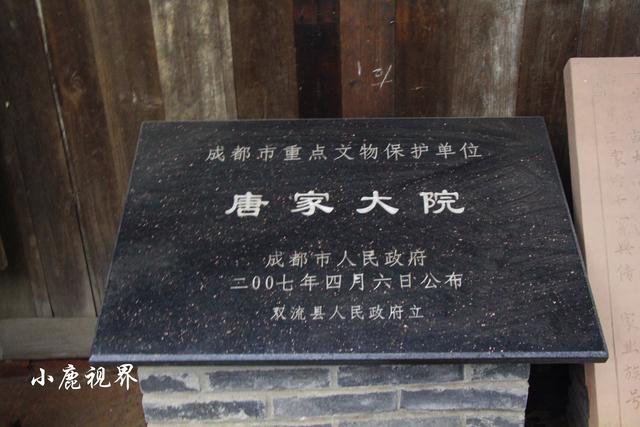 成都市重点文物保护单位
唐家大院
成都市人民政府
二00七年四月六日公布
双流县人民政府立
小鹿视界